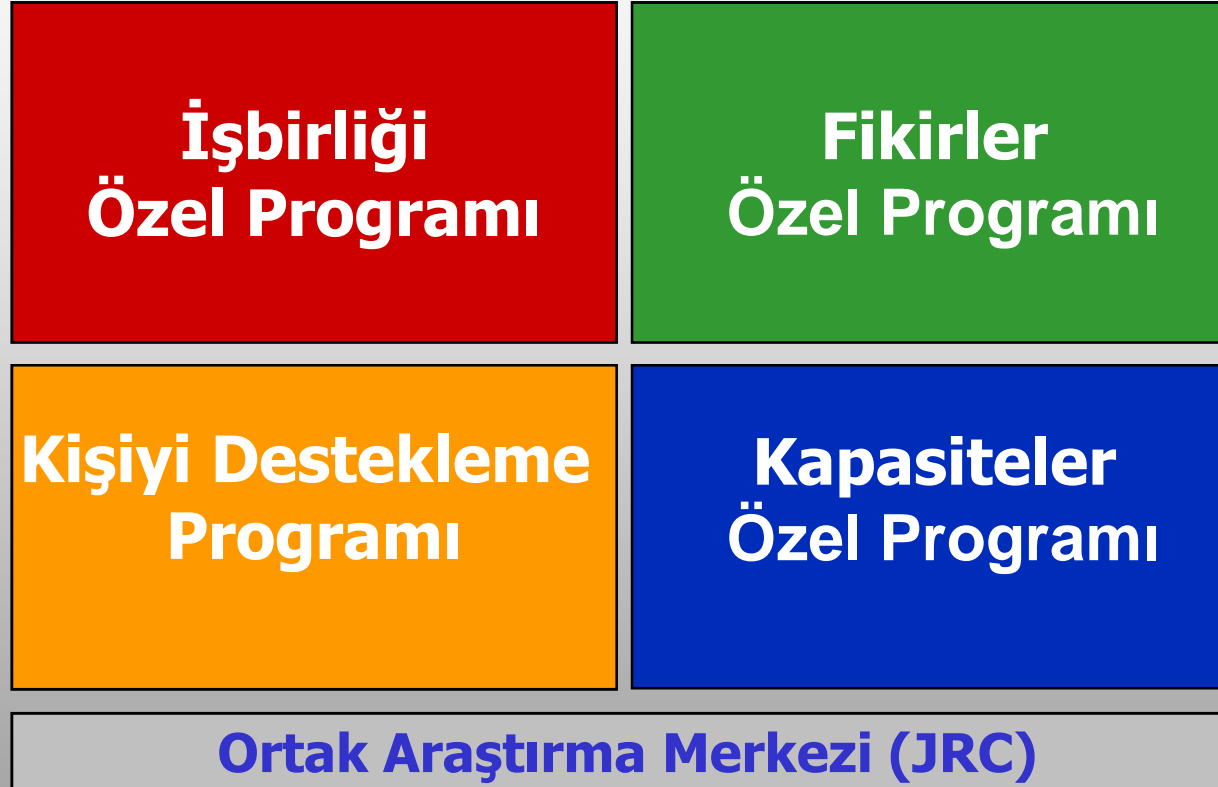 İşbirliği
Özel Programı
Fikirler
Özel Programı
Kişiyi Destekleme
Programı
Kapasiteler
Özel Programı
Ortak Araştırma Merkezi (JRC)